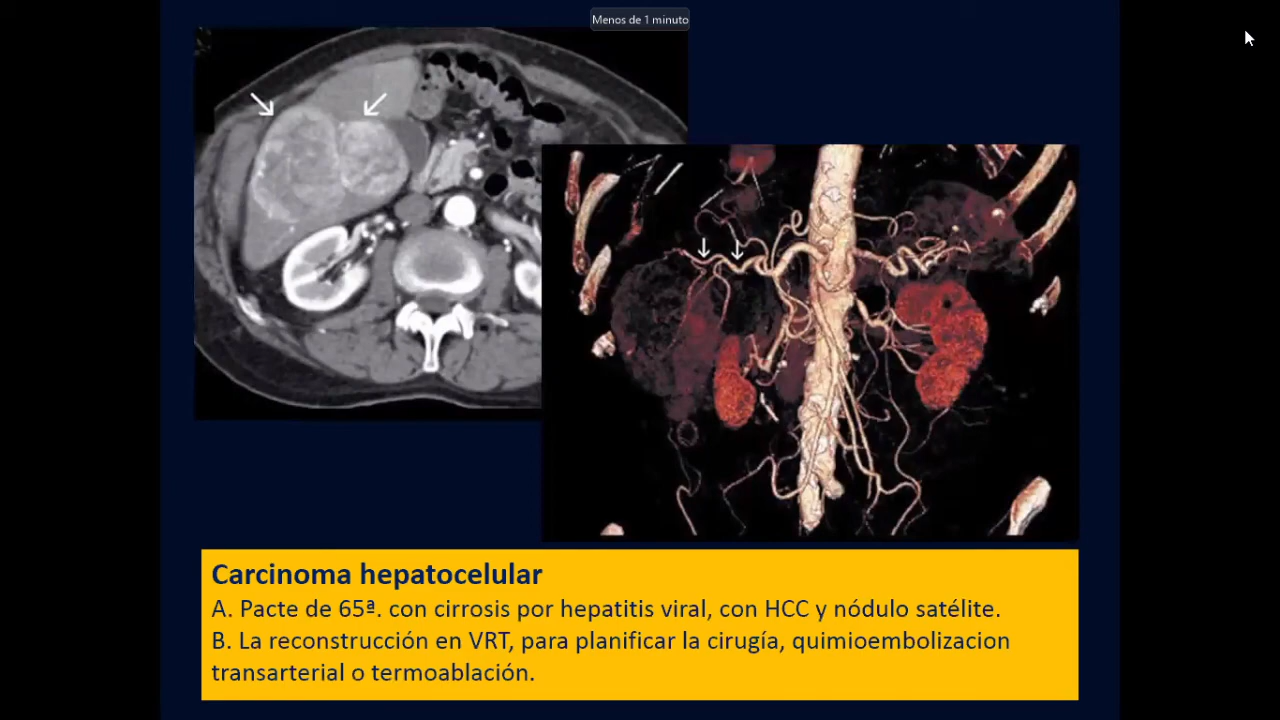 Menos de 1 minuto
Carcinoma hepatocelular
A. Pacte de 65ª. con cirrosis por hepatitis viral, con HCC y nódulo satélite.
B. La reconstrucción en VRT, para planificar la cirugía, quimioembolizacion
transarterial o termoablación.